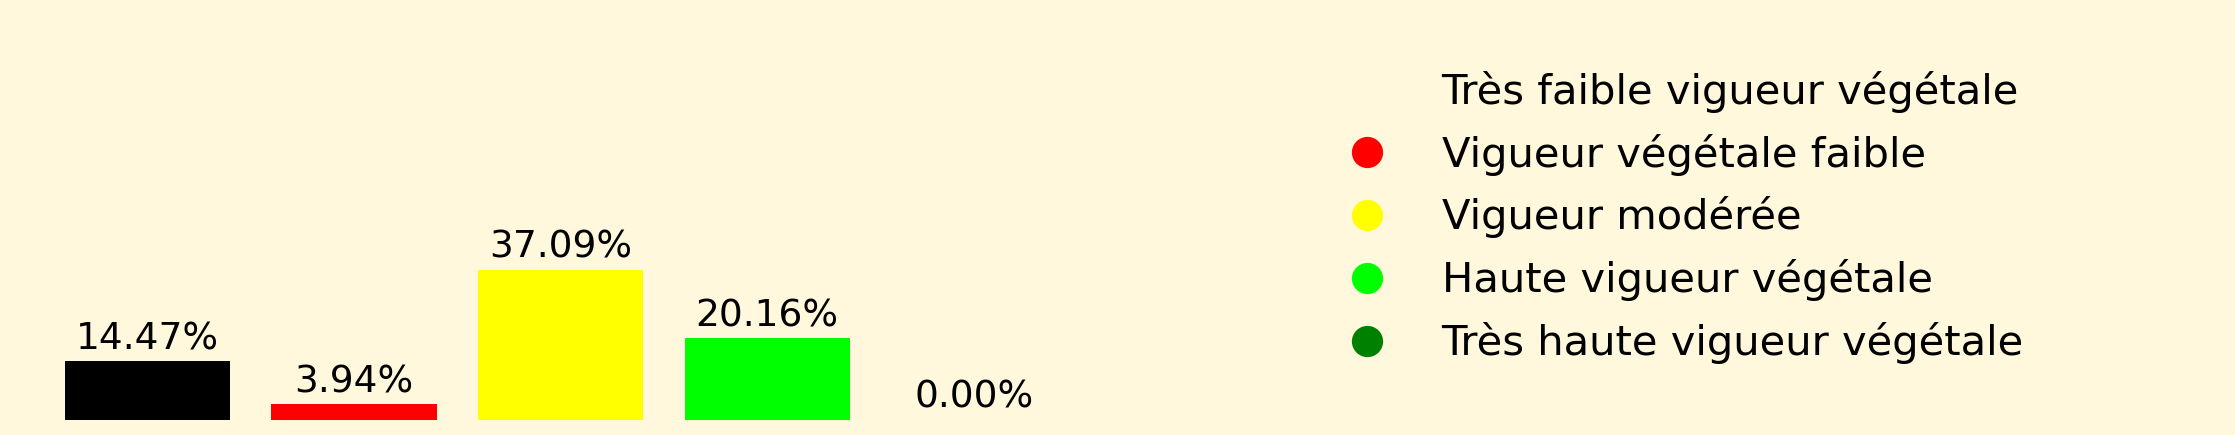 14.47%
3.94%
37.09%
20.16%
0.00%
Très faible vigueur végétale
Vigueur végétale faible
Vigueur modérée
Haute vigueur végétale
Très haute vigueur végétale